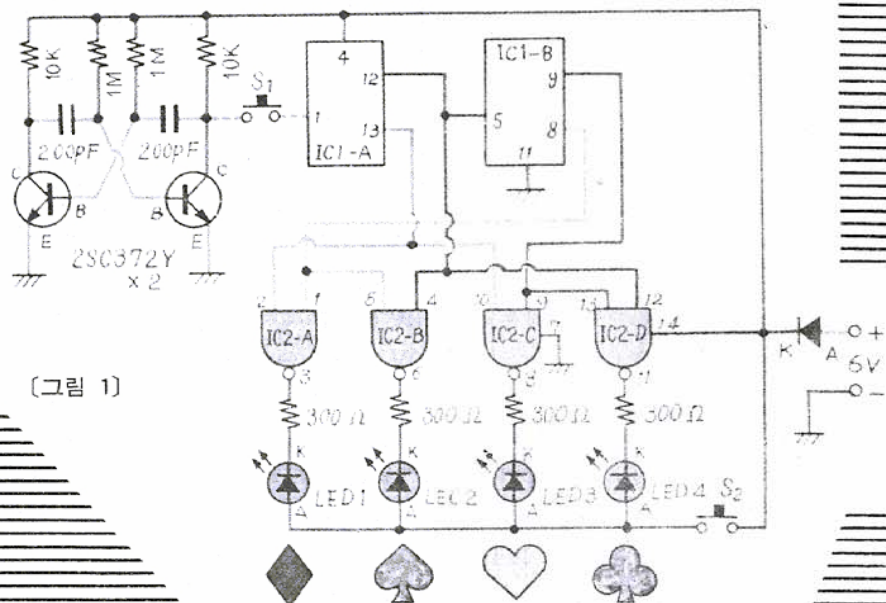 10K
1M
1M
10K
200PF
200PF
C
B
E
C
B
E
2SC372Y
×2
S1
4
12
1
13
IC1-A
IC1-B
9
5
8
11
2
1
5
4
10
9
13
12
14
7
IC2-A
IC2-B
IC2-C
IC2-D
3
6
8
11
300Ω
300Ω
300Ω
300Ω
K
K
K
K
LED1
LED2
LED3
LED4
A
A
A
A
S2
K
A
+
6V
−
〔그림 1〕